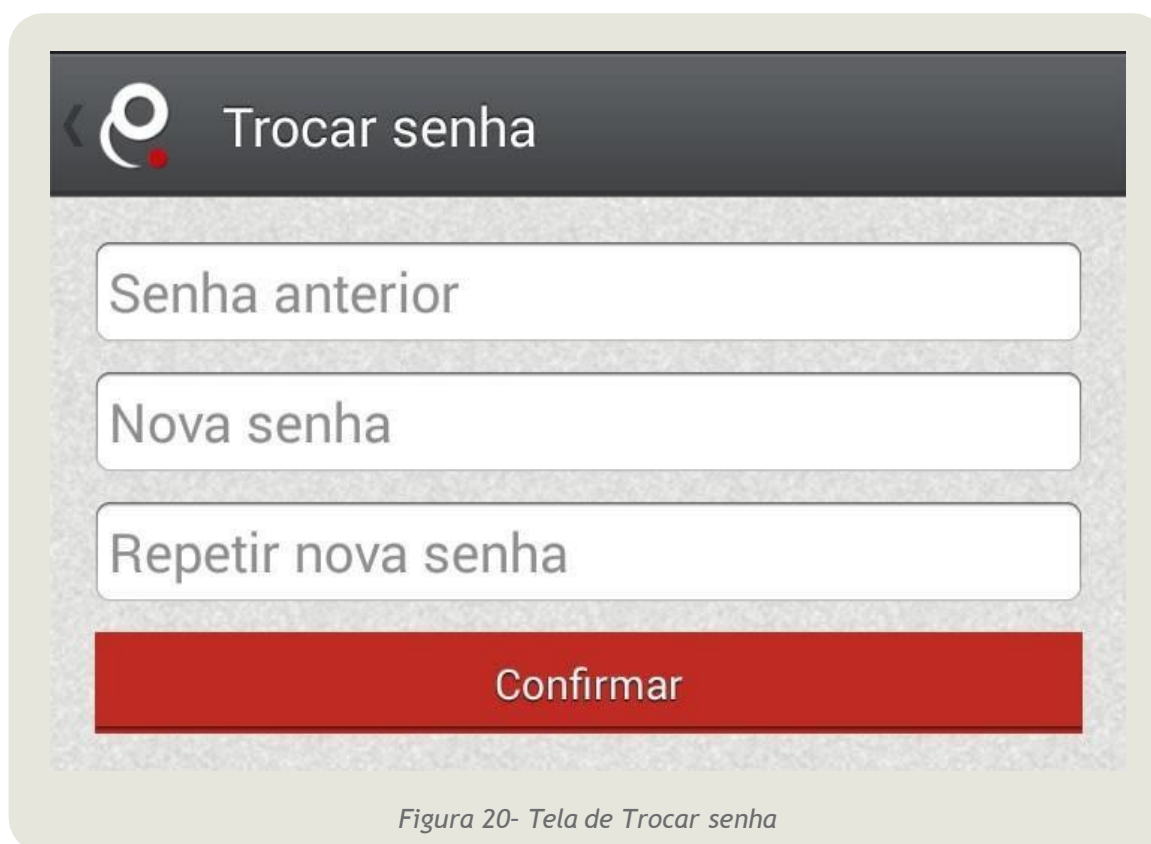 Trocar senha
Senha anterior
Nova senha
Repetir nova senha
Confirmar
Figura 20- Tela de Trocar senha